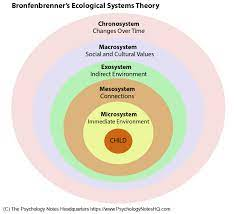 Bronfenbrenner's Ecological Systems Theory
Chronosystem
Changes Over Time
Macrosystem
Social and Cultural Values
Exosystem
Indirect Environment
Mesosystem
Connections
Microsystem
Immediate Environment
CHILD
(C) The Psychology Notes Headquarters https://www.PsychologyNotesHQ.com